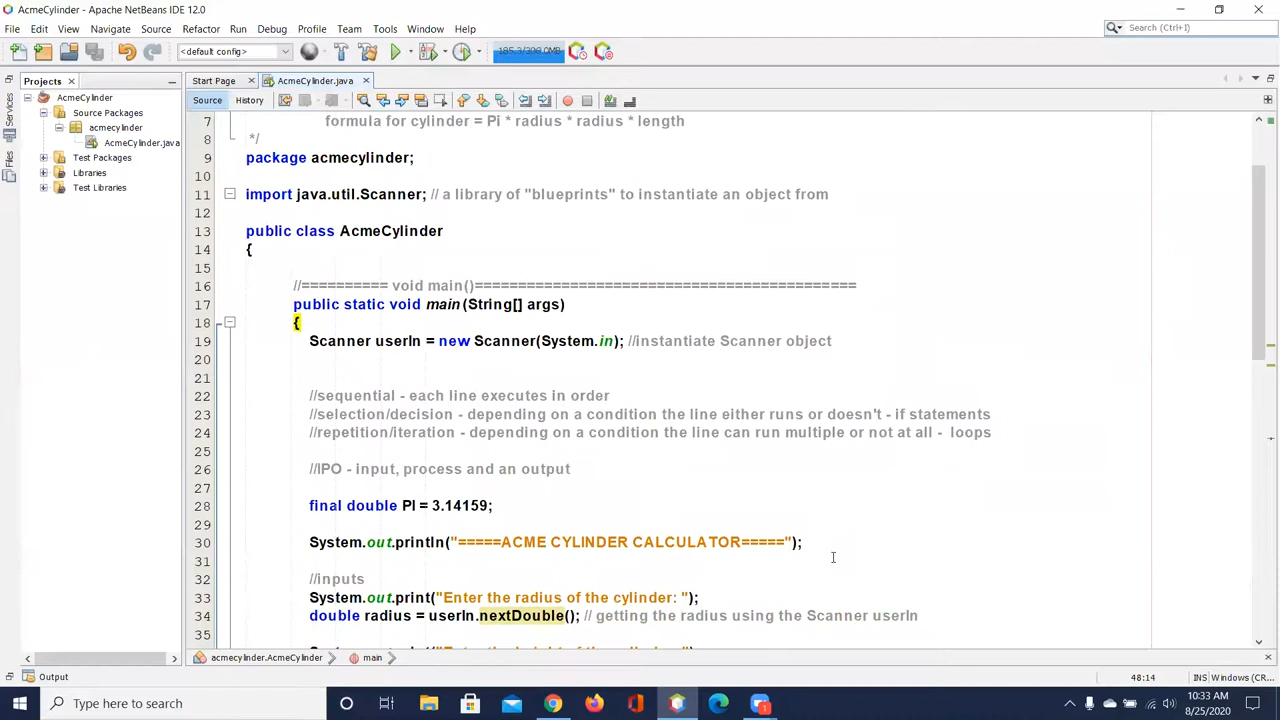 AcmeCylinder - Apache NetBeans IDE 12.0
File Edit View Navigate Source Refactor Run Debug Profile Team Tools Window Help
Search (Ctrl+I)
<default config>
Projects
Start Page
AcmeCylinder.java
Services
Files
AcmeCylinder
Source Packages
acmecylinder
AcmeCylinder.java
Test Packages
Libraries
Test Libraries
Source History
7 formula for cylinder = Pi * radius * radius * length
8 */
9 package acmecylinder;
10
11 import java.util.Scanner; // a library of "blueprints" to instantiate an object from
12
13 public class AcmeCylinder
14 {
15
16 //========== void main()============================================
17 public static void main (String[] args)
18 {
19 Scanner userIn = new Scanner(System.in); //instantiate Scanner object
20
21
22 //sequential - each line executes in order
23 //selection/decision - depending on a condition the line either runs or doesn't - if statements
24 //repetition/iteration - depending on a condition the line can run multiple or not at all - loops
25
26 //IPO - input, process and an output
27
28 final double PI = 3.14159;
29
30 System.out.println("=====ACME CYLINDER CALCULATOR=====");
31
32 //inputs
33 System.out.print("Enter the radius of the cylinder: ");
34 double radius = userIn.nextDouble(); // getting the radius using the Scanner userIn
35
acmecylinder.AcmeCylinder
main
Output
48:14
INS Windows (CR...
Type here to search
10:33 AM
8/25/2020